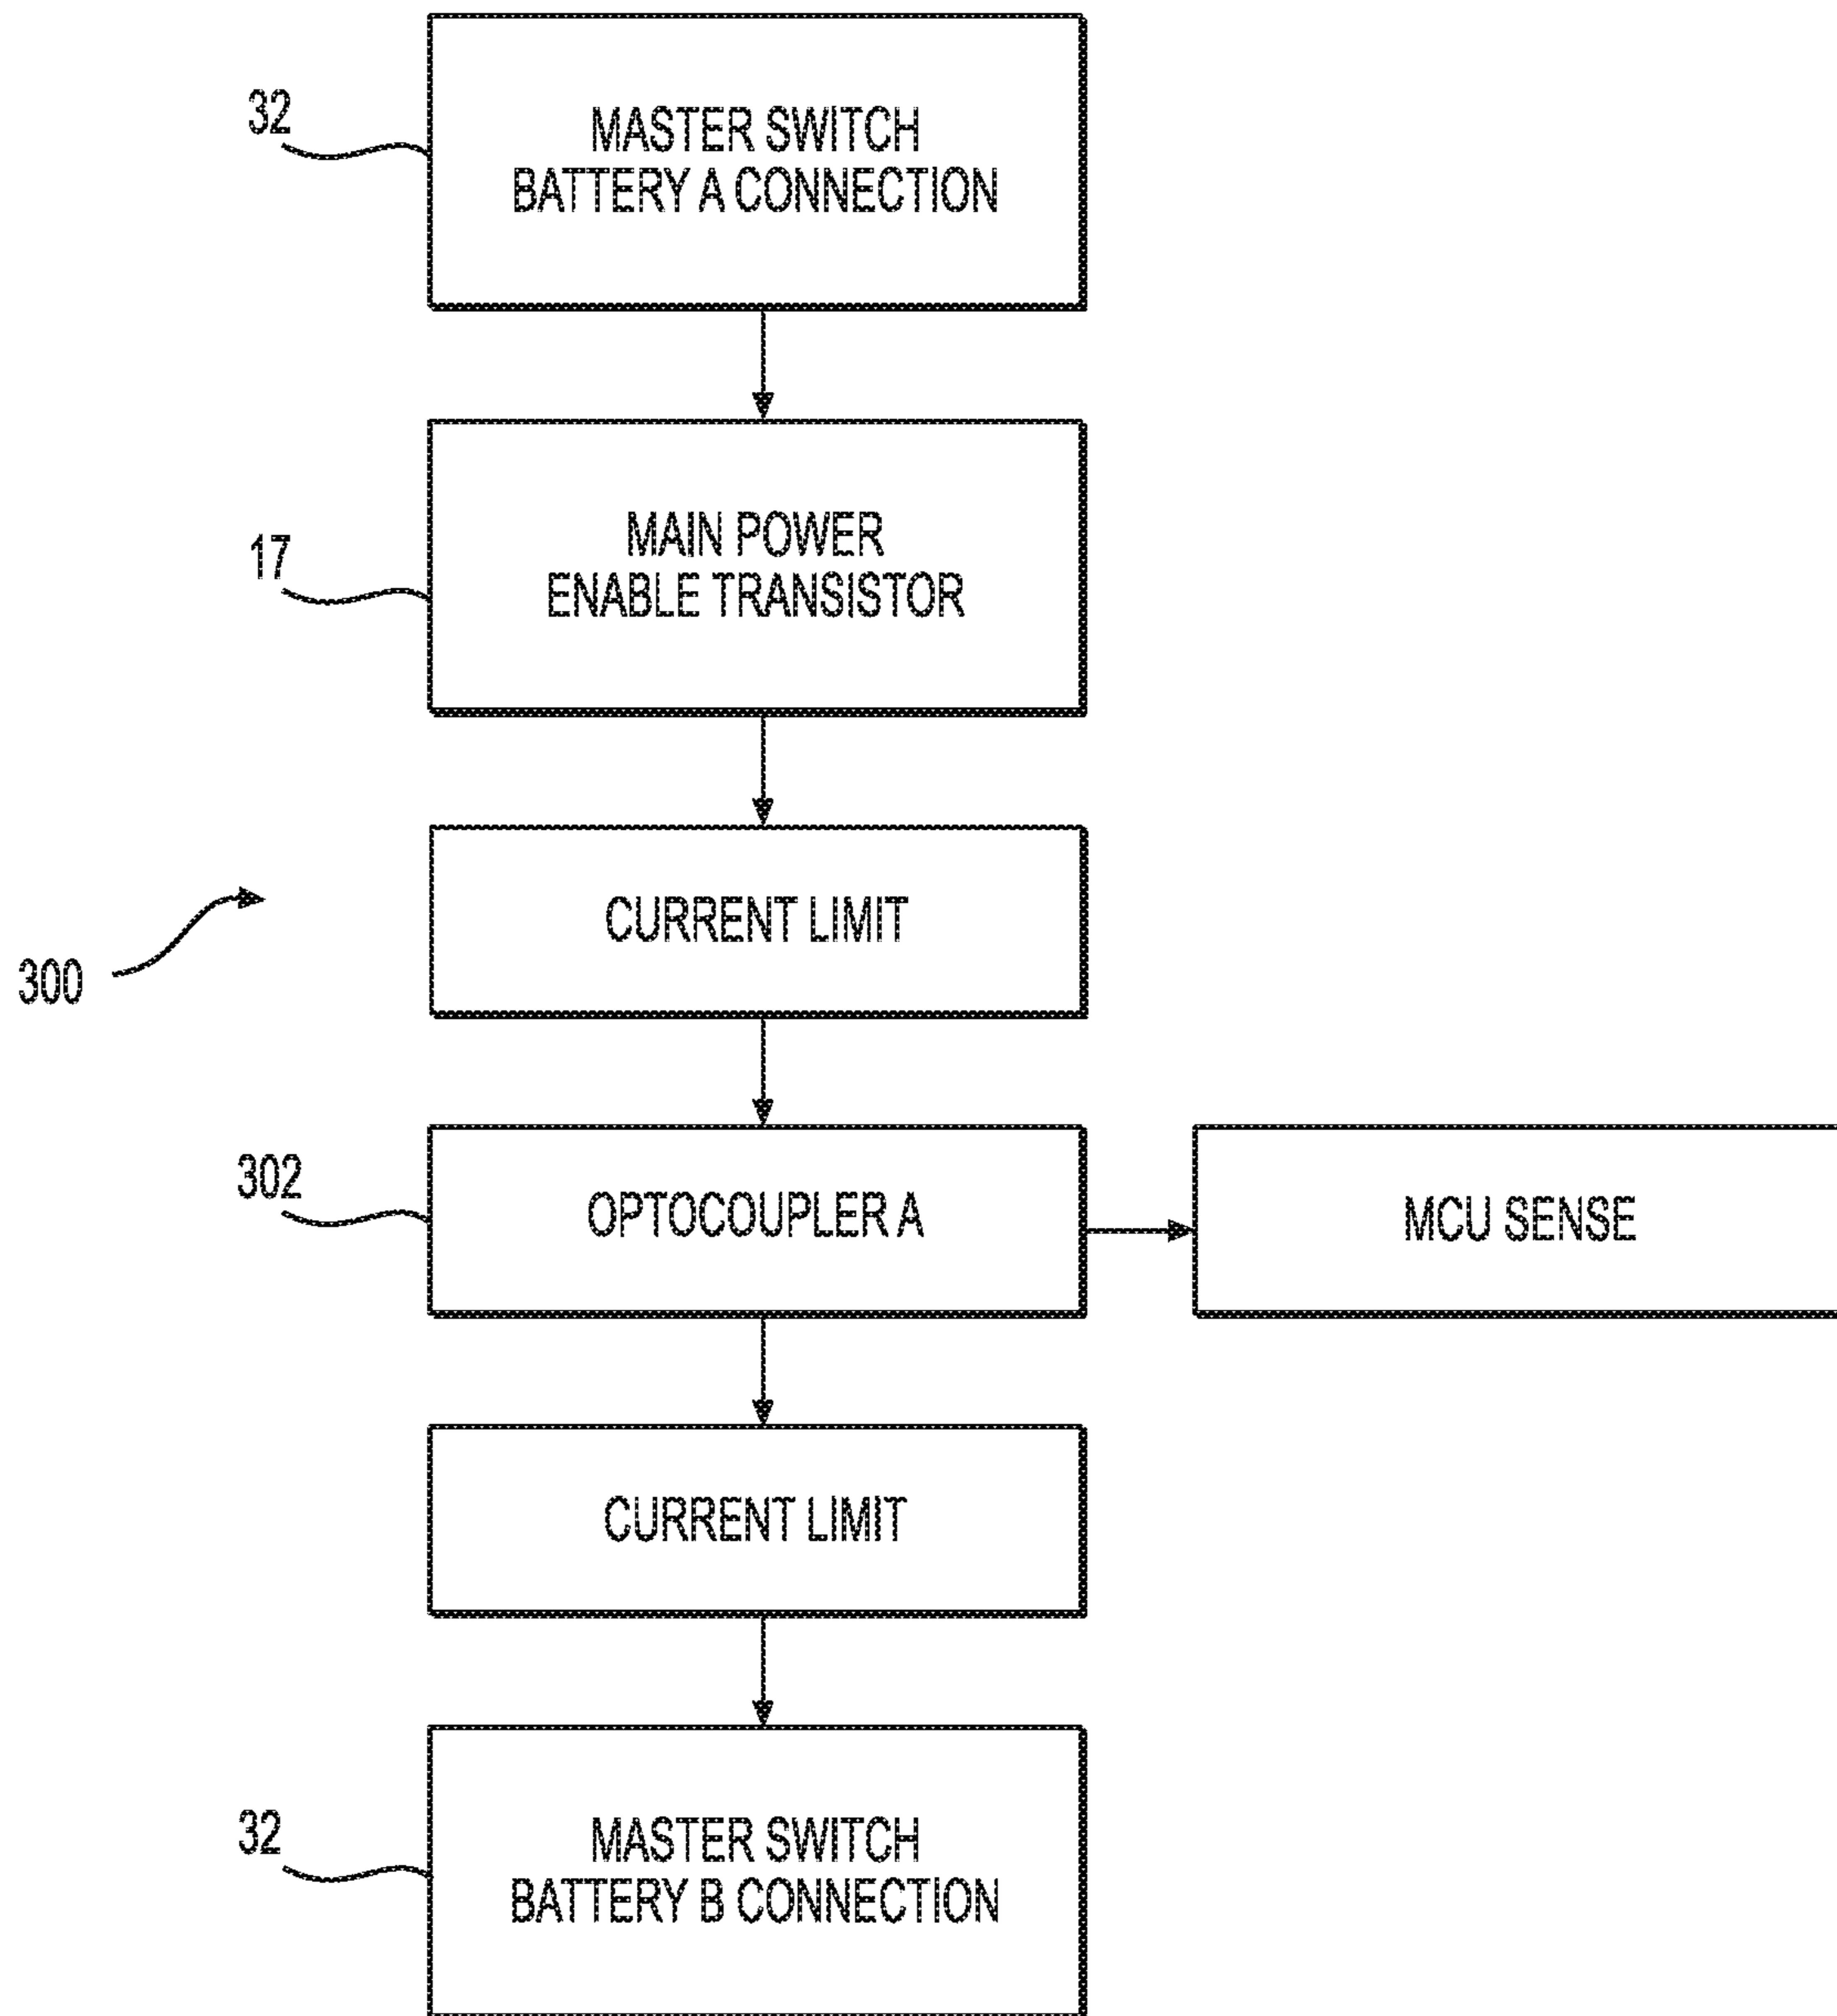 32
MASTER SWITCH
BATTERY A CONNECTION
17
MAIN POWER
ENABLE TRANSISTOR
300
CURRENT LIMIT
302
OPTOCOUPLER A
MCU SENSE
CURRENT LIMIT
32
MASTER SWITCH
BATTERY B CONNECTION